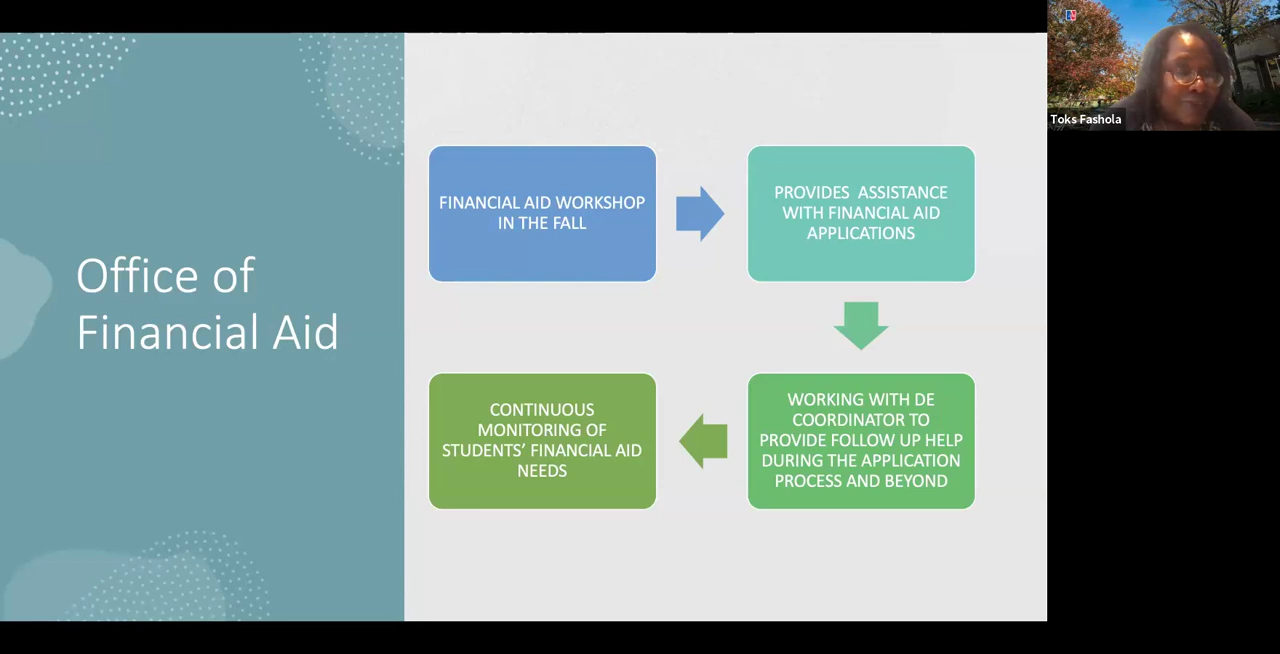 Office of
Financial Aid
FINANCIAL AID WORKSHOP
IN THE FALL
PROVIDES  ASSISTANCE
WITH FINANCIAL AID
APPLICATIONS
WORKING WITH DE
COORDINATOR TO
PROVIDE FOLLOW UP HELP
DURING THE APPLICATION
PROCESS AND BEYOND
CONTINUOUS
MONITORING OF
STUDENTS’ FINANCIAL AID
NEEDS
Toks Fashola